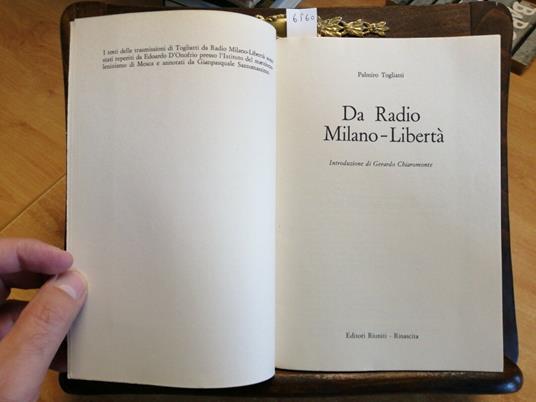 I testi delle trasmissioni di Togliatti da Radio Milano-Libertà sono
stati reperiti da Edoardo D'Onofrio presso l'Istituto del marxismo-
leninismo di Mosca e annotati da Gianpasquale Santomassimo.
Palmiro Togliatti
Da Radio
Milano-Libertà
Introduzione di Gerardo Chiaromonte
Editori Riuniti - Rinascita